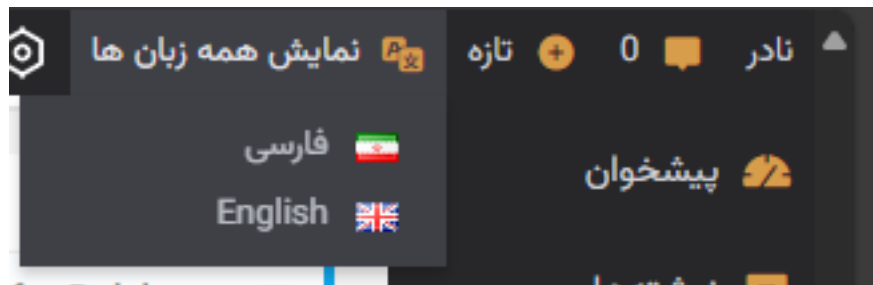 نادر 0 تازه نمایش همه زبان ها
پیشخوان
فارسی
English